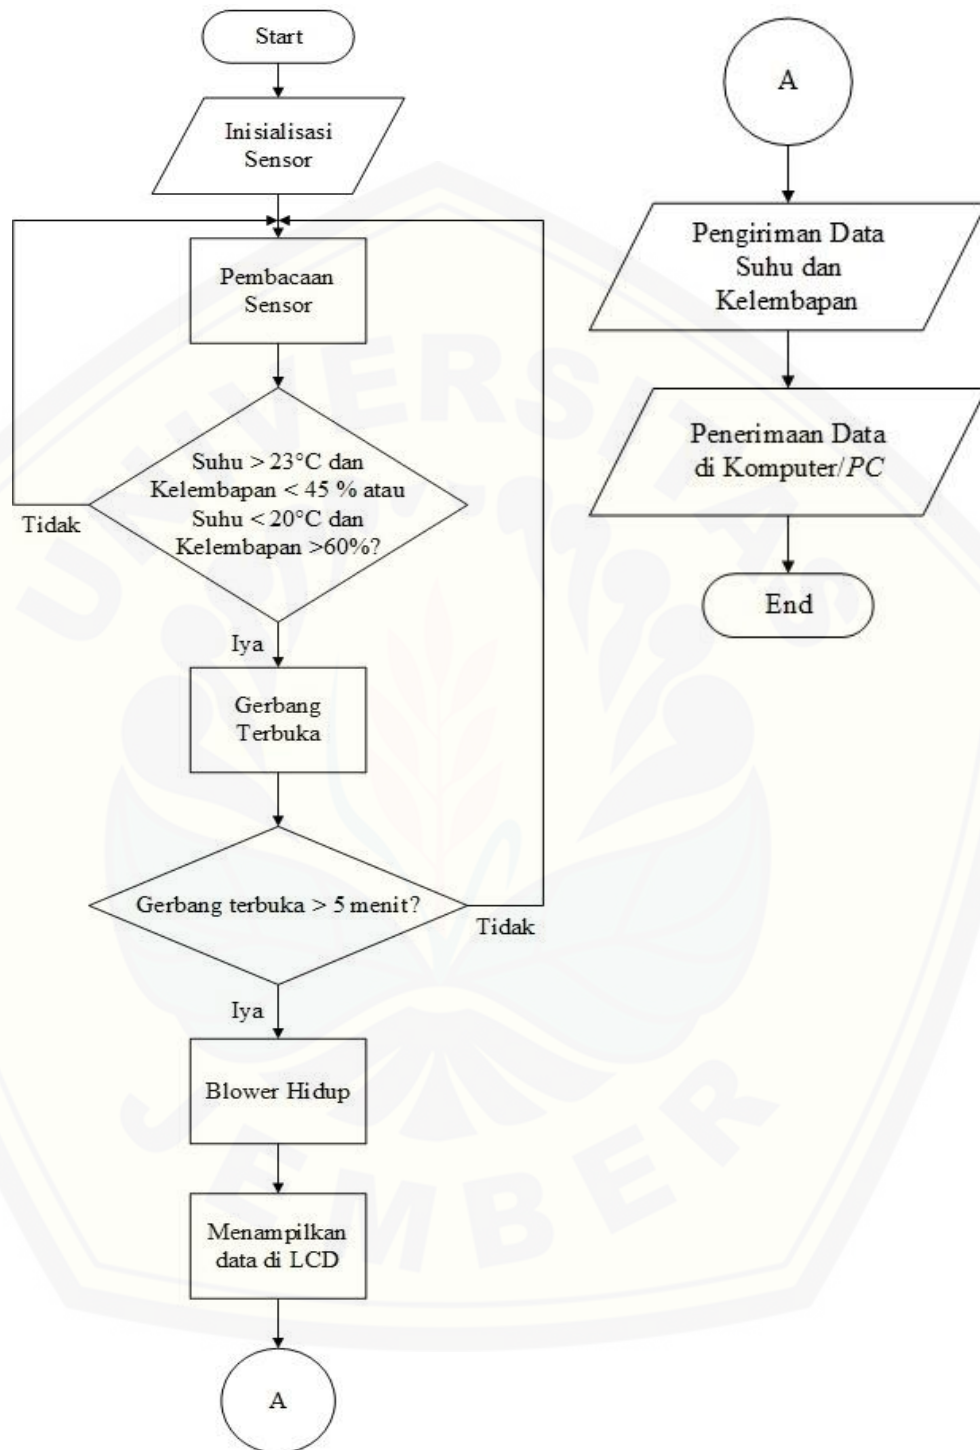 Start
Inisialisasi
Sensor
Pembacaan
Sensor
Suhu > 23°C dan
Kelembapan < 45 % atau
Suhu < 20°C dan
Kelembapan >60%?
Tidak
Iya
Gerbang
Terbuka
Gerbang terbuka > 5 menit?
Tidak
Iya
Blower Hidup
Menampilkan
data di LCD
A
A
Pengiriman Data
Suhu dan
Kelembapan
Penerimaan Data
di Komputer/PC
End
UNIVERSITAS
JEMBER